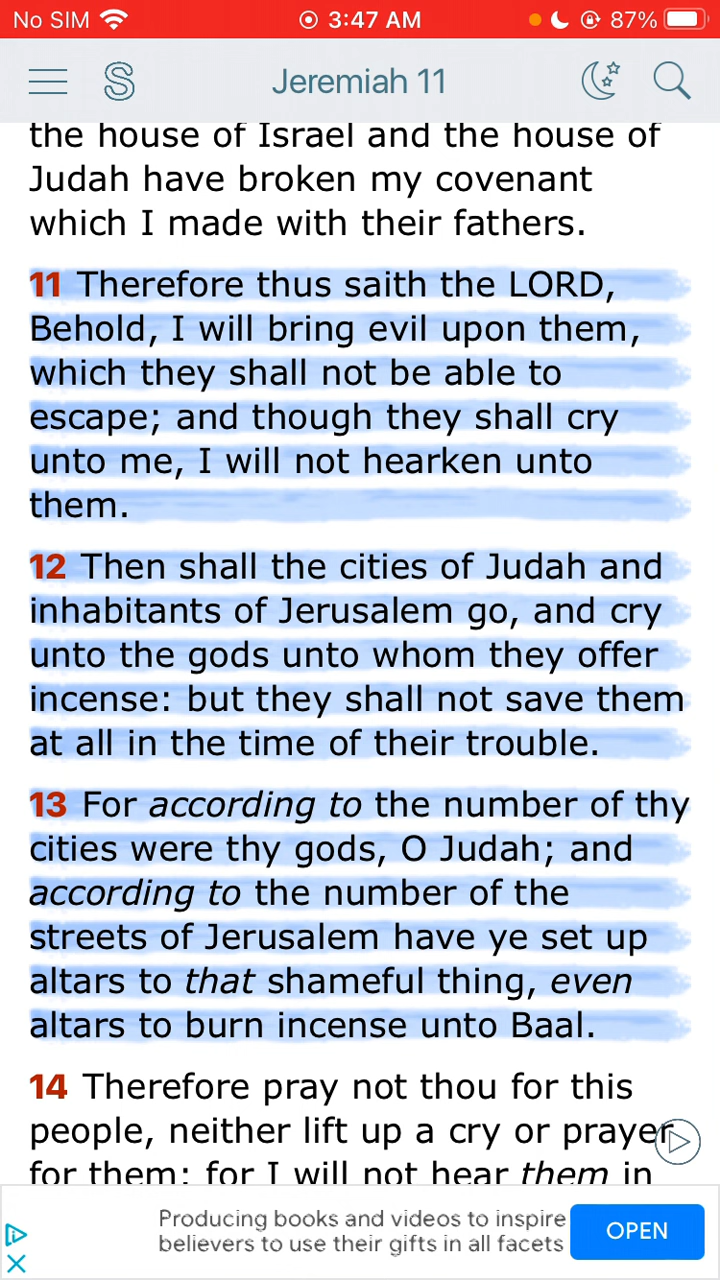 No SIM 3:47 AM 87%
Jeremiah 11
the house of Israel and the house of
Judah have broken my covenant
which I made with their fathers.
11 Therefore thus saith the LORD,
Behold, I will bring evil upon them,
which they shall not be able to
escape; and though they shall cry
unto me, I will not hearken unto
them.
12 Then shall the cities of Judah and
inhabitants of Jerusalem go, and cry
unto the gods unto whom they offer
incense: but they shall not save them
at all in the time of their trouble.
13 For according to the number of thy
cities were thy gods, O Judah; and
according to the number of the
streets of Jerusalem have ye set up
altars to that shameful thing, even
altars to burn incense unto Baal.
14 Therefore pray not thou for this
people, neither lift up a cry or prayer
for them: for I will not hear them in
Producing books and videos to inspire
believers to use their gifts in all facets
OPEN